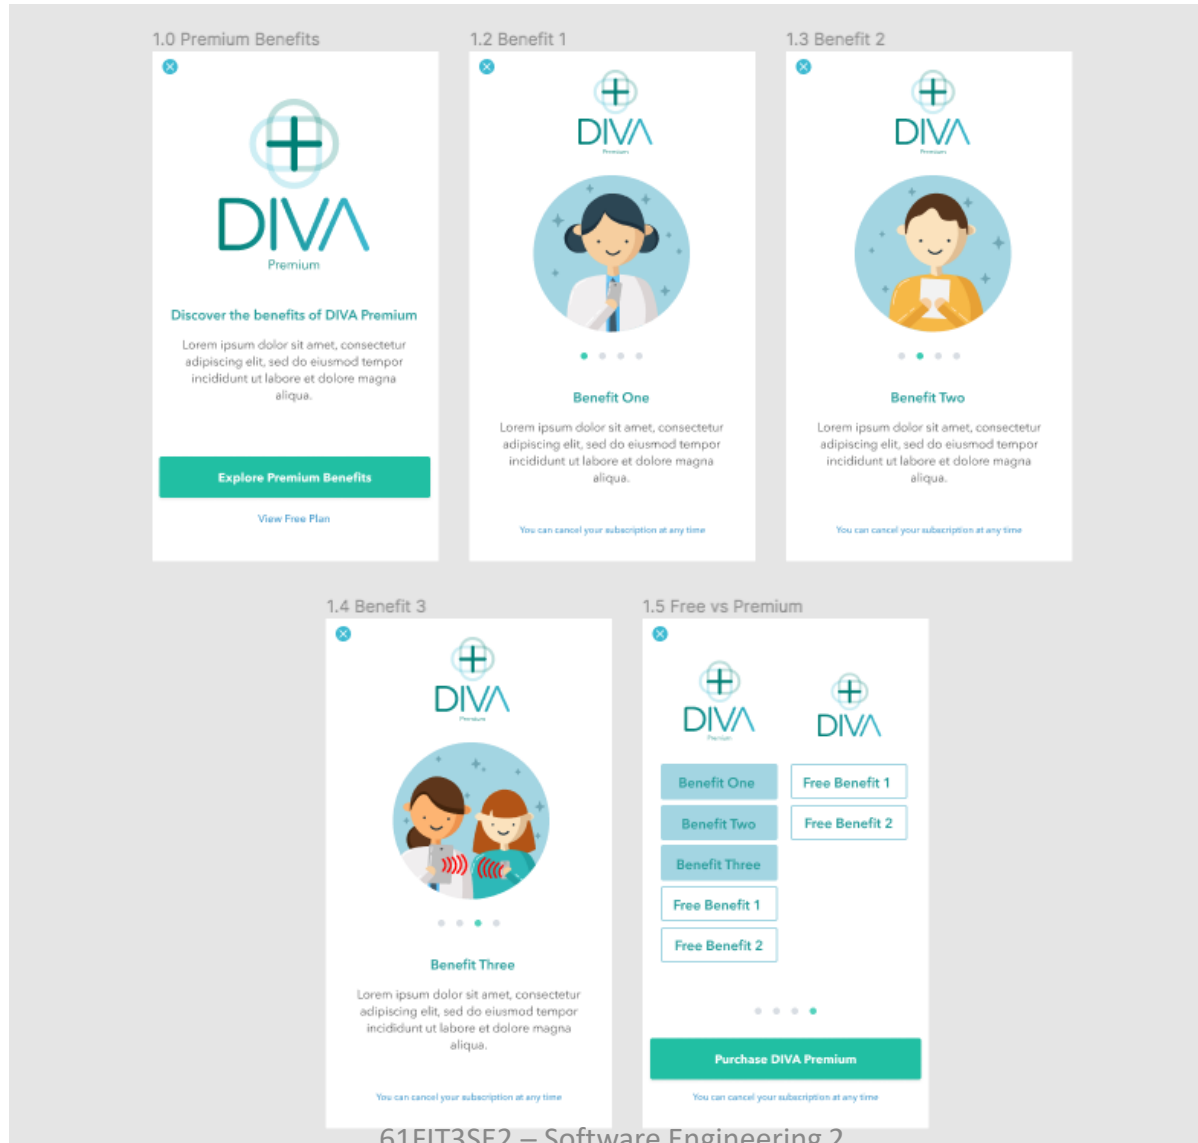 1.0 Premium Benefits
DIVA
Premium
Discover the benefits of DIVA Premium
Lorem ipsum dolor sit amet, consectetur
adipiscing elit, sed do eiusmod tempor
incididunt ut labore et dolore magna
aliqua.
Explore Premium Benefits
View Free Plan
1.2 Benefit 1
DIVA
Premium
Benefit One
Lorem ipsum dolor sit amet, consectetur
adipiscing elit, sed do eiusmod tempor
incididunt ut labore et dolore magna
aliqua.
You can cancel your subscription at any time
1.3 Benefit 2
DIVA
Premium
Benefit Two
Lorem ipsum dolor sit amet, consectetur
adipiscing elit, sed do eiusmod tempor
incididunt ut labore et dolore magna
aliqua.
You can cancel your subscription at any time
1.4 Benefit 3
DIVA
Premium
Benefit Three
Lorem ipsum dolor sit amet, consectetur
adipiscing elit, sed do eiusmod tempor
incididunt ut labore et dolore magna
aliqua.
You can cancel your subscription at any time
1.5 Free vs Premium
DIVA
Premium
Benefit One
Benefit Two
Benefit Three
Free Benefit 1
Free Benefit 2
DIVA
Free Benefit 1
Free Benefit 2
Purchase DIVA Premium
You can cancel your subscription at any time
61FIT3SE2 – Software Engineering 2